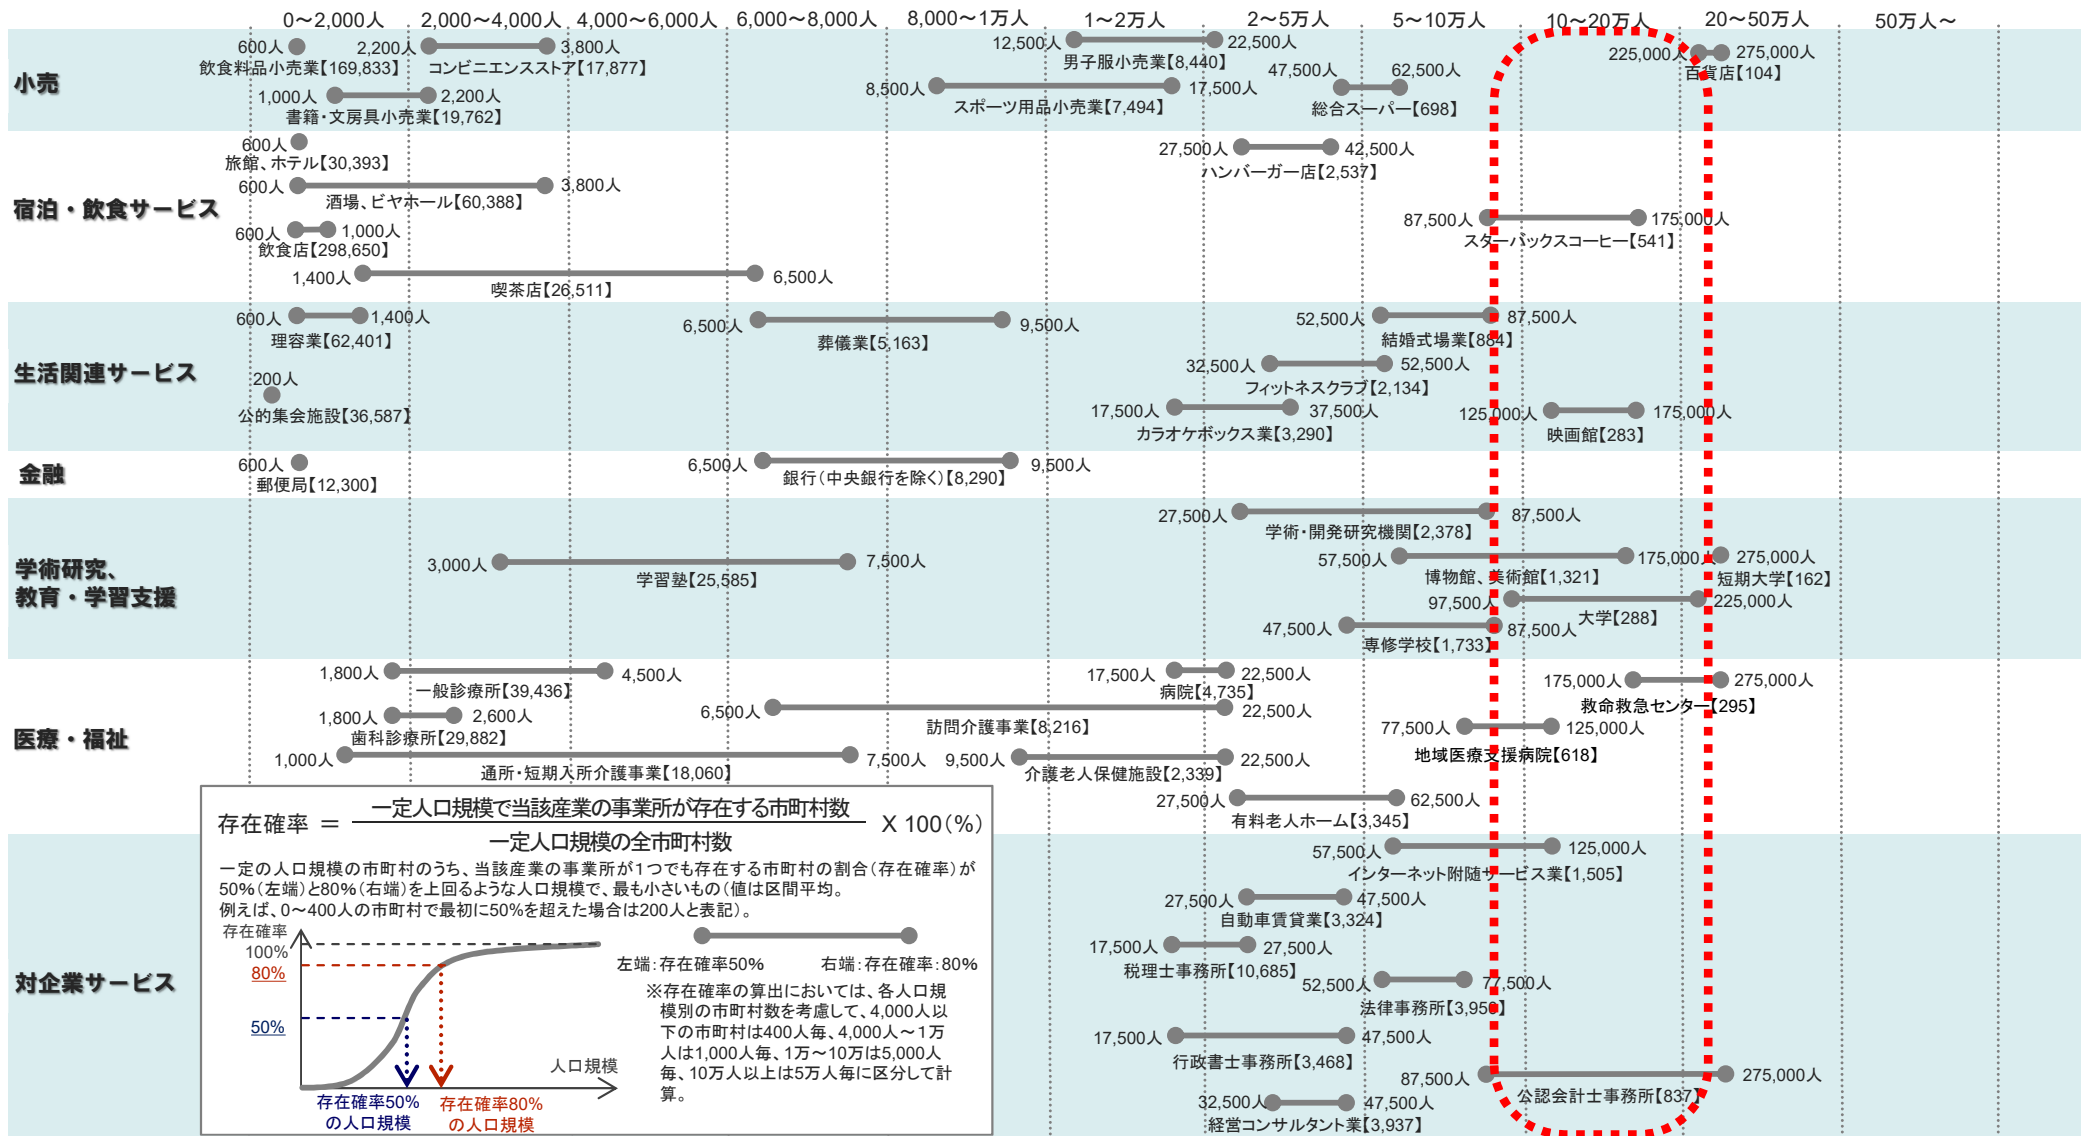 0～2,000人 2,000～4,000人 4,000～6,000人 6,000～8,000人 8,000～1万人 1～2万人 2～5万人 5～10万人 10～20万人 20～50万人 50万人～
小売
600人
飲食料品小売業【169,833】
2,200人 3,800人
コンビニエンスストア【17,877】
1,000人 2,200人
書籍・文房具小売業【19,762】
12,500人 22,500人
男子服小売業【8,440】
8,500人 17,500人
スポーツ用品小売業【7,494】
47,500人 62,500人
総合スーパー【698】
225,000人 275,000人
百貨店【104】
宿泊・飲食サービス
600人
旅館、ホテル【30,393】
600人 3,800人
酒場、ビヤホール【60,388】
600人 1,000人
飲食店【298,650】
1,400人 6,500人
喫茶店【26,511】
27,500人 42,500人
ハンバーガー店【2,537】
87,500人 175,000人
スターバックスコーヒー【541】
生活関連サービス
600人 1,400人
理容業【62,401】
200人
公的集会施設【36,587】
6,500人 9,500人
葬儀業【5,163】
52,500人 87,500人
結婚式場業【884】
32,500人 52,500人
フィットネスクラブ【2,134】
17,500人 37,500人
カラオケボックス業【3,290】
125,000人 175,000人
映画館【283】
金融
600人
郵便局【12,300】
6,500人 9,500人
銀行（中央銀行を除く）【8,290】
学術研究、
教育・学習支援
27,500人 87,500人
学術・開発研究機関【2,378】
3,000人 7,500人
学習塾【25,585】
57,500人 175,000人
博物館、美術館【1,321】
275,000人
短期大学【162】
97,500人 225,000人
大学【288】
47,500人 87,500人
専修学校【1,733】
医療・福祉
1,800人 4,500人
一般診療所【39,436】
1,800人 2,600人
歯科診療所【29,882】
1,000人 7,500人
通所・短期入所介護事業【18,060】
17,500人 22,500人
病院【4,735】
6,500人 22,500人
訪問介護事業【8,216】
9,500人 22,500人
介護老人保健施設【2,339】
27,500人 62,500人
有料老人ホーム【3,345】
175,000人 275,000人
救命救急センター【295】
77,500人 125,000人
地域医療支援病院【618】
対企業サービス
57,500人 125,000人
インターネット附随サービス業【1,505】
27,500人 47,500人
自動車賃貸業【3,324】
17,500人 27,500人
税理士事務所【10,685】
52,500人 77,500人
法律事務所【3,950】
17,500人 47,500人
行政書士事務所【3,468】
87,500人 275,000人
公認会計士事務所【837】
32,500人 47,500人
経営コンサルタント業【3,937】
一定人口規模で当該産業の事業所が存在する市町村数
存在確率 ＝ X 100（％）
一定人口規模の全市町村数
一定の人口規模の市町村のうち、当該産業の事業所が1つでも存在する市町村の割合（存在確率）が
50％（左端）と80％（右端）を上回るような人口規模で、最も小さいもの（値は区間平均。
例えば、0～400人の市町村で最初に50％を超えた場合は200人と表記）。
存在確率
100%
80%
50%
人口規模
存在確率50%
の人口規模
存在確率80%
の人口規模
左端：存在確率50% 右端：存在確率：80%
※存在確率の算出においては、各人口規
模別の市町村数を考慮して、4,000人以
下の市町村は400人毎、4,000人～1万
人は1,000人毎、1万～10万は5,000人
毎、10万人以上は5万人毎に区分して計
算。